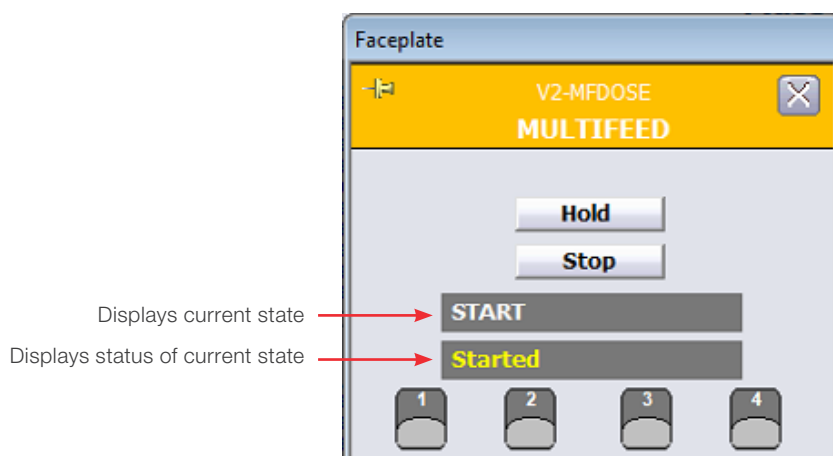 Faceplate
V2-MFDOSE
MULTIFEED
Hold
Stop
Displays current state
START
Displays status of current state
Started
1 2 3 4